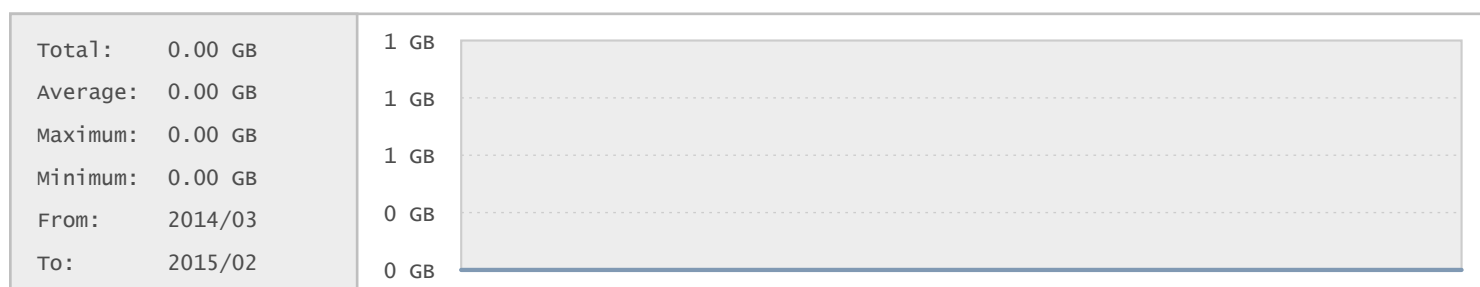 Total: 0.00 GB
Average: 0.00 GB
Maximum: 0.00 GB
Minimum: 0.00 GB
From: 2014/03
To: 2015/02
1 GB
1 GB
1 GB
0 GB
0 GB